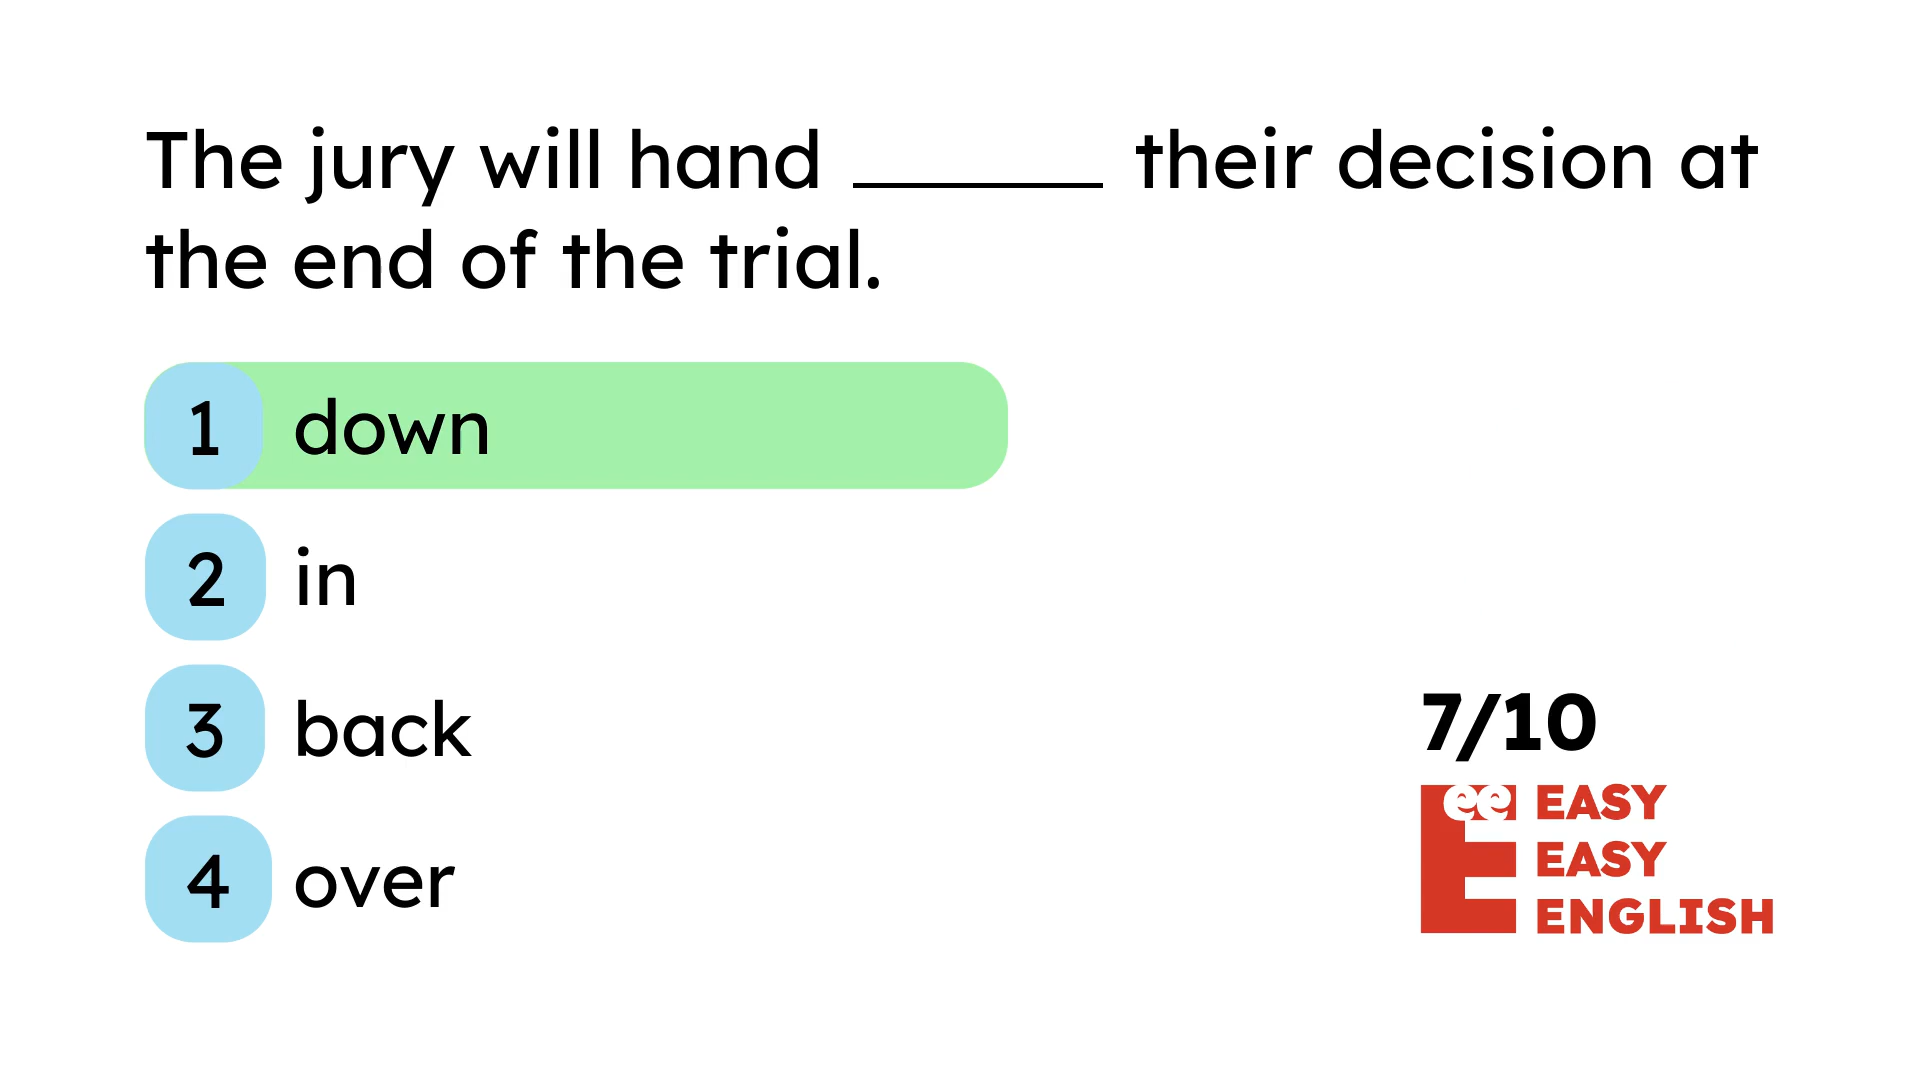 The jury will hand ______ their decision at
the end of the trial.
1 down
2 in
3 back
4 over
7/10
ee EASY
EASY
E ENGLISH